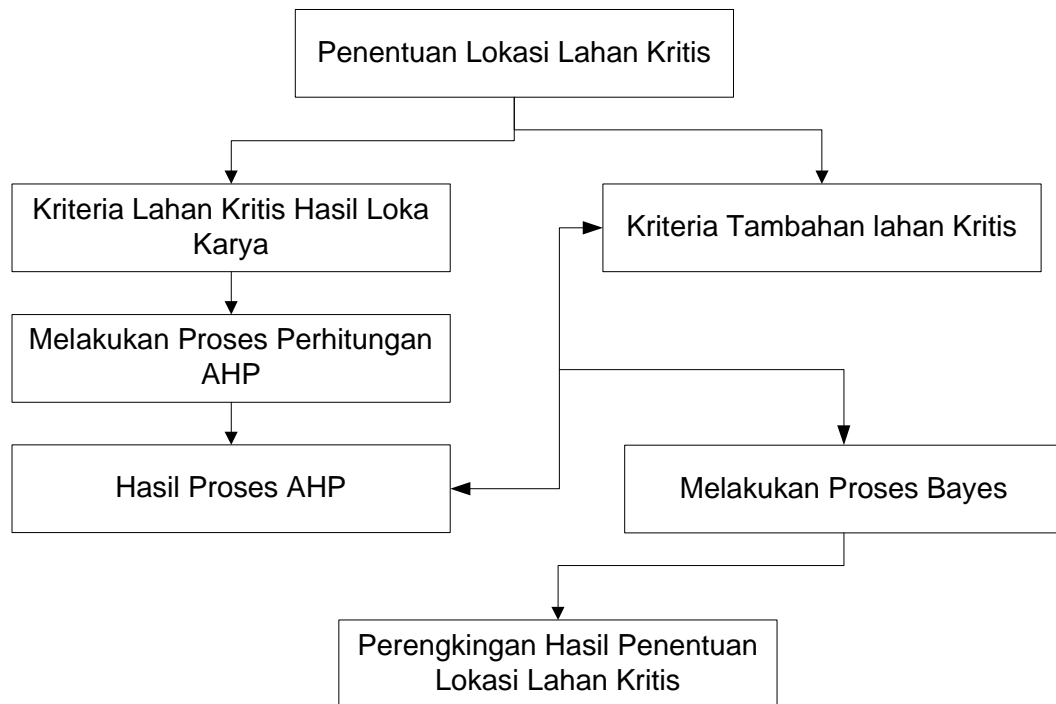 Penentuan Lokasi Lahan Kritis
Kriteria Lahan Kritis Hasil Loka
Karya
Kriteria Tambahan lahan Kritis
Melakukan Proses Perhitungan
AHP
Hasil Proses AHP
Melakukan Proses Bayes
Perengkingan Hasil Penentuan
Lokasi Lahan Kritis